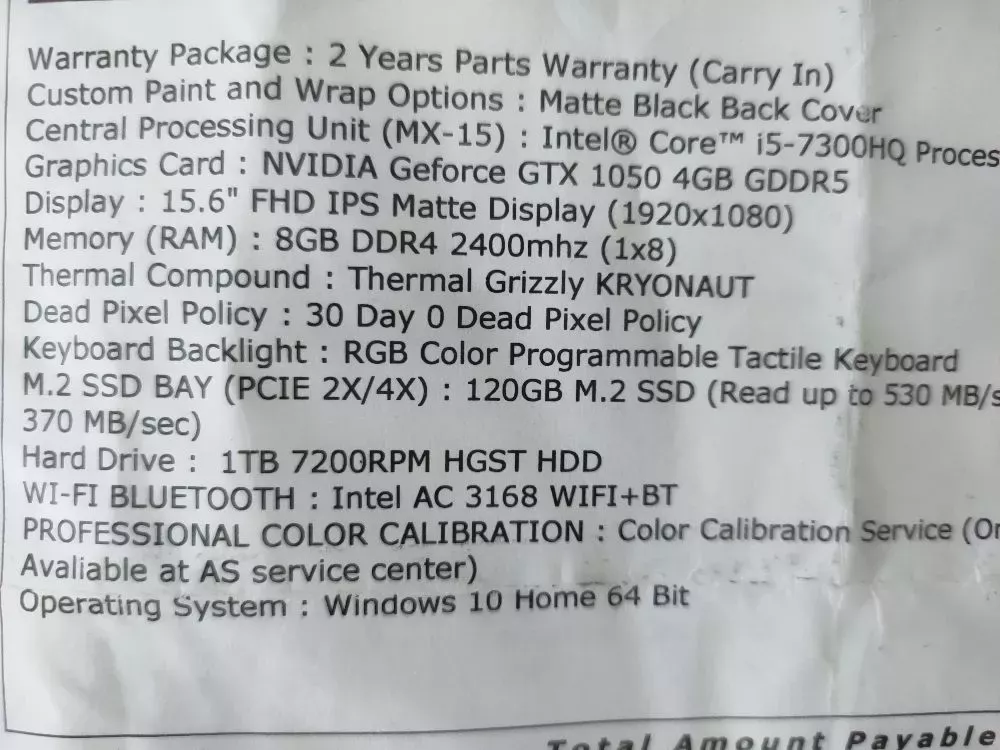 Warranty Package : 2 Years Parts Warranty (Carry In)
Custom Paint and Wrap Options : Matte Black Back Cover
Central Processing Unit (MX-15) : Intel® Core™ i5-7300HQ Proces
Graphics Card : NVIDIA Geforce GTX 1050 4GB GDDR5
Display : 15.6" FHD IPS Matte Display (1920x1080)
Memory (RAM) : 8GB DDR4 2400mhz (1x8)
Thermal Compound : Thermal Grizzly KRYONAUT
Dead Pixel Policy : 30 Day 0 Dead Pixel Policy
Keyboard Backlight : RGB Color Programmable Tactile Keyboard
M.2 SSD BAY (PCIE 2X/4X) : 120GB M.2 SSD (Read up to 530 MB/s
370 MB/sec)
Hard Drive : 1TB 7200RPM HGST HDD
WI-FI BLUETOOTH : Intel AC 3168 WIFI+BT
PROFESSIONAL COLOR CALIBRATION : Color Calibration Service (On
Avaliable at AS service center)
Operating System : Windows 10 Home 64 Bit
Total Amount Payable